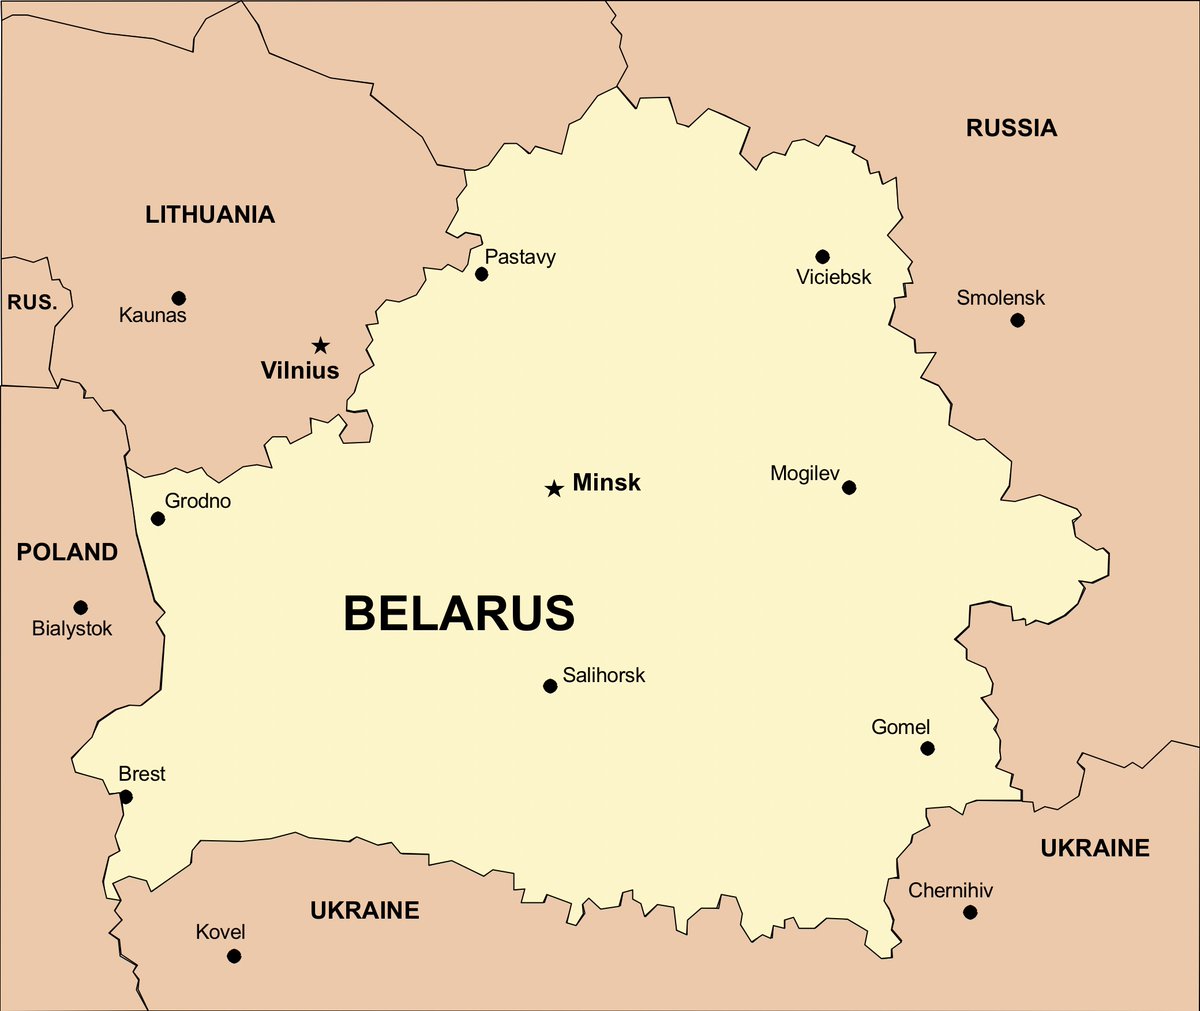 RUSSIA
LITHUANIA
Pastavy
Viciebsk
RUS.
Kaunas
Smolensk
Vilnius
Minsk
Mogilev
Grodno
POLAND
Bialystok
BELARUS
Salihorsk
Gomel
Brest
UKRAINE
Chernihiv
UKRAINE
Kovel